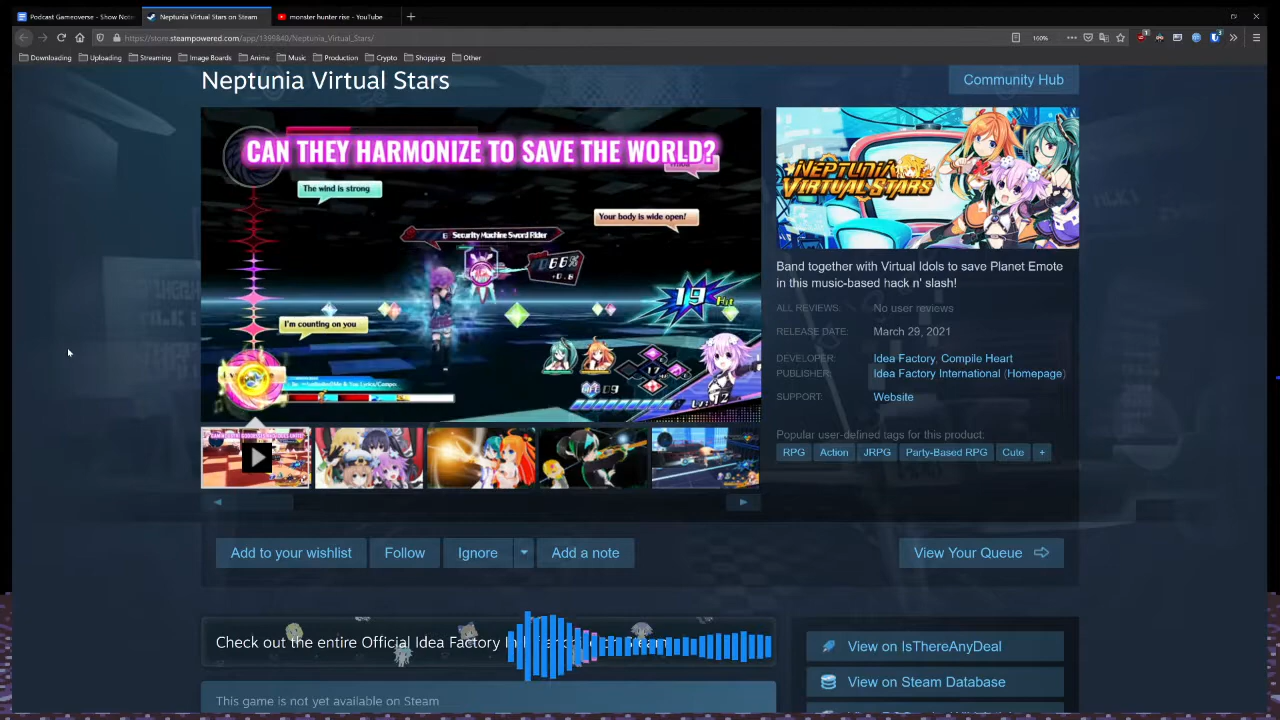 Podcast Gameoverse - Show Note
Neptunia Virtual Stars on Steam
monster hunter rise - YouTube
https://store.steampowered.com/app/1395840/Neptunia_Virtual_Stars/
160%
Downloading
Uploading
Streaming
Image Boards
Anime
Music
Production
Crypto
Shopping
Other
Neptunia Virtual Stars
Community Hub
CAN THEY HARMONIZE TO SAVE THE WORLD?
The wind is strong
Your body is wide open!
Security Machine Sword Rider
19 Hit
I'm counting on you
NEPTUNIA
VIRTUAL STARS
Band together with Virtual Idols to save Planet Emote
in this music-based hack n' slash!
ALL REVIEWS: No user reviews
RELEASE DATE: March 29, 2021
DEVELOPER: Idea Factory, Compile Heart
PUBLISHER: Idea Factory International (Homepage)
SUPPORT: Website
Popular user-defined tags for this product:
RPG Action JRPG Party-Based RPG Cute +
Add to your wishlist
Follow
Ignore
Add a note
View Your Queue
Check out the entire Official Idea Factory
This game is not yet available on Steam
View on IsThereAnyDeal
View on Steam Database